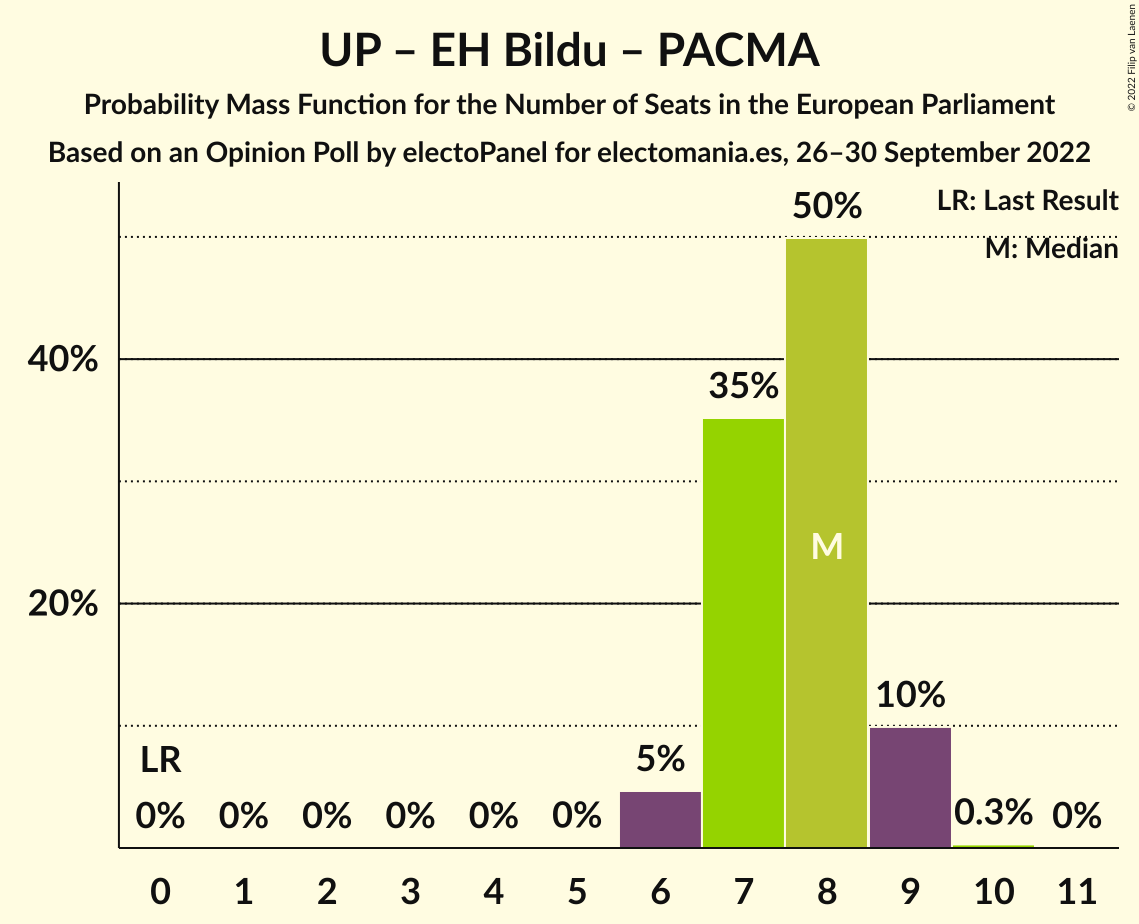 UP – EH Bildu – PACMA
Probability Mass Function for the Number of Seats in the European Parliament
Based on an Opinion Poll by electoPanel for electomania.es, 26–30 September 2022
© 2022 Filip van Laenen
LR: Last Result
M: Median
50%
40%
35%
M
20%
10%
LR
5%
0% 0% 0% 0% 0% 0% 0.3% 0%
0 1 2 3 4 5 6 7 8 9 10 11